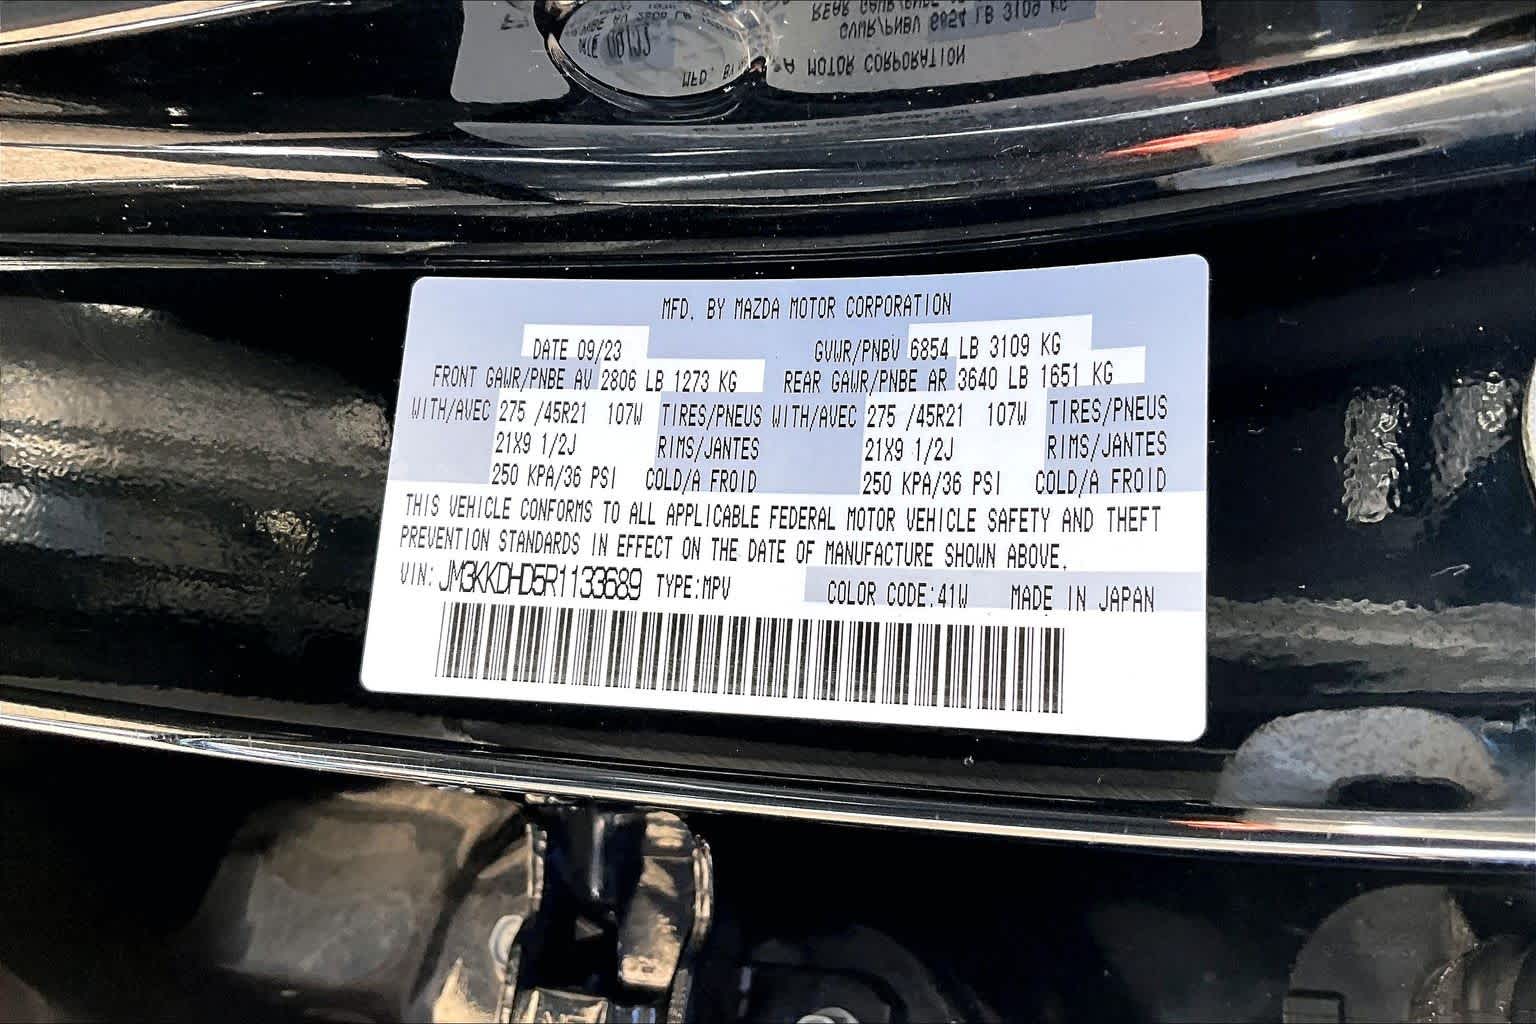 MFD. BY MAZDA MOTOR CORPORATION
DATE 09/23 GVWR/PNBV 6854 LB 3109 KG
FRONT GAWR/PNBE AV 2806 LB 1273 KG REAR GAWR/PNBE AR 3640 LB 1651 KG
WITH/AVEC 275 /45R21 107W TIRES/PNEUS WITH/AVEC 275 /45R21 107W TIRES/PNEUS
21X9 1/2J RIMS/JANTES 21X9 1/2J RIMS/JANTES
250 KPA/36 PSI COLD/A FROID 250 KPA/36 PSI COLD/A FROID
THIS VEHICLE CONFORMS TO ALL APPLICABLE FEDERAL MOTOR VEHICLE SAFETY AND THEFT
PREVENTION STANDARDS IN EFFECT ON THE DATE OF MANUFACTURE SHOWN ABOVE.
VIN: JM3KKDHD5R1133689 TYPE:MPV COLOR CODE:41W MADE IN JAPAN